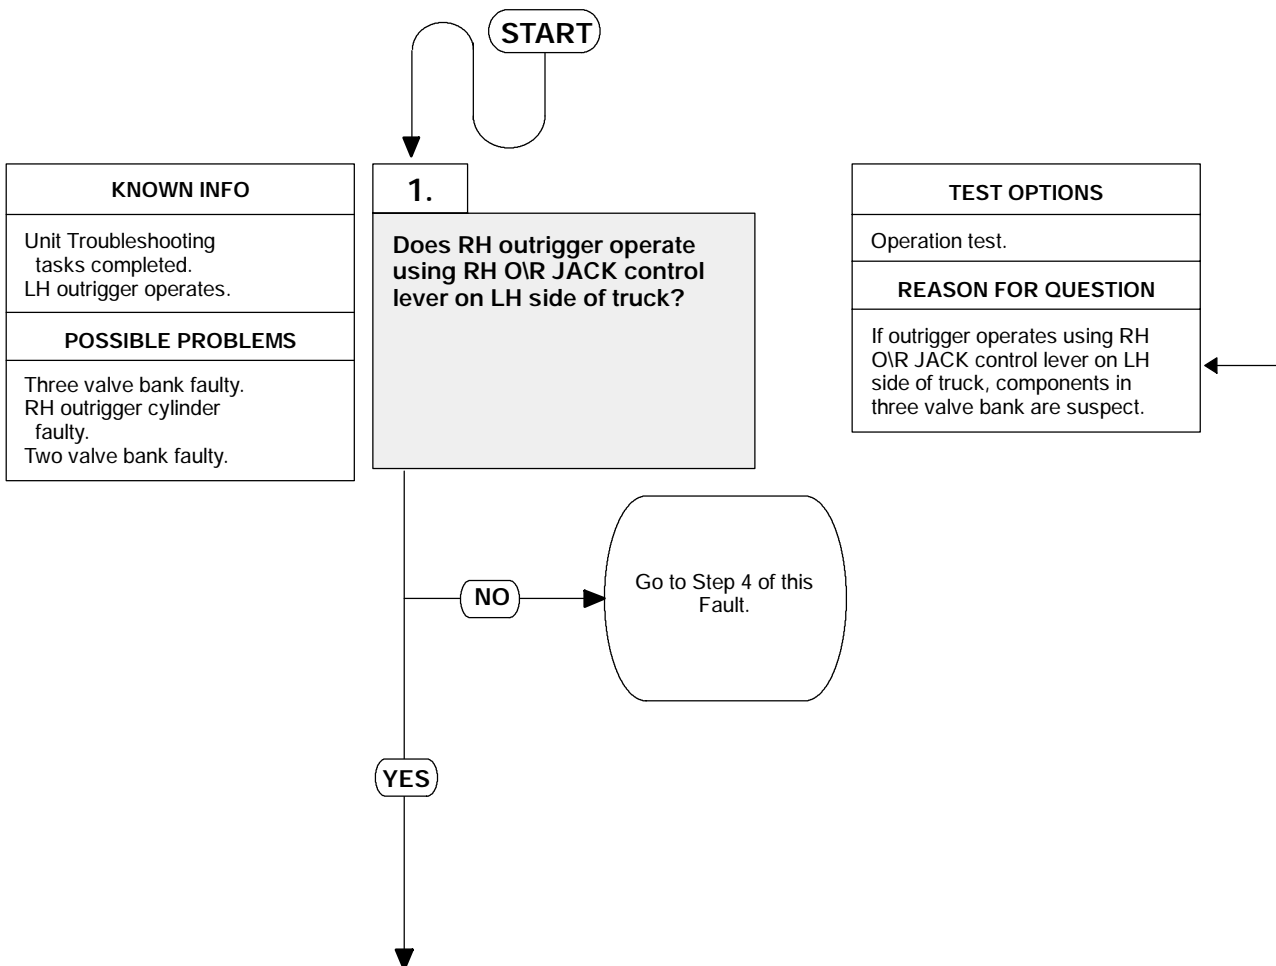 START
KNOWN INFO
Unit Troubleshooting
tasks completed.
LH outrigger operates.
POSSIBLE PROBLEMS
Three valve bank faulty.
RH outrigger cylinder
faulty.
Two valve bank faulty.
1.
Does RH outrigger operate
using RH O\R JACK control
lever on LH side of truck?
TEST OPTIONS
Operation test.
REASON FOR QUESTION
If outrigger operates using RH
O\R JACK control lever on LH
side of truck, components in
three valve bank are suspect.
NO
Go to Step 4 of this
Fault.
YES